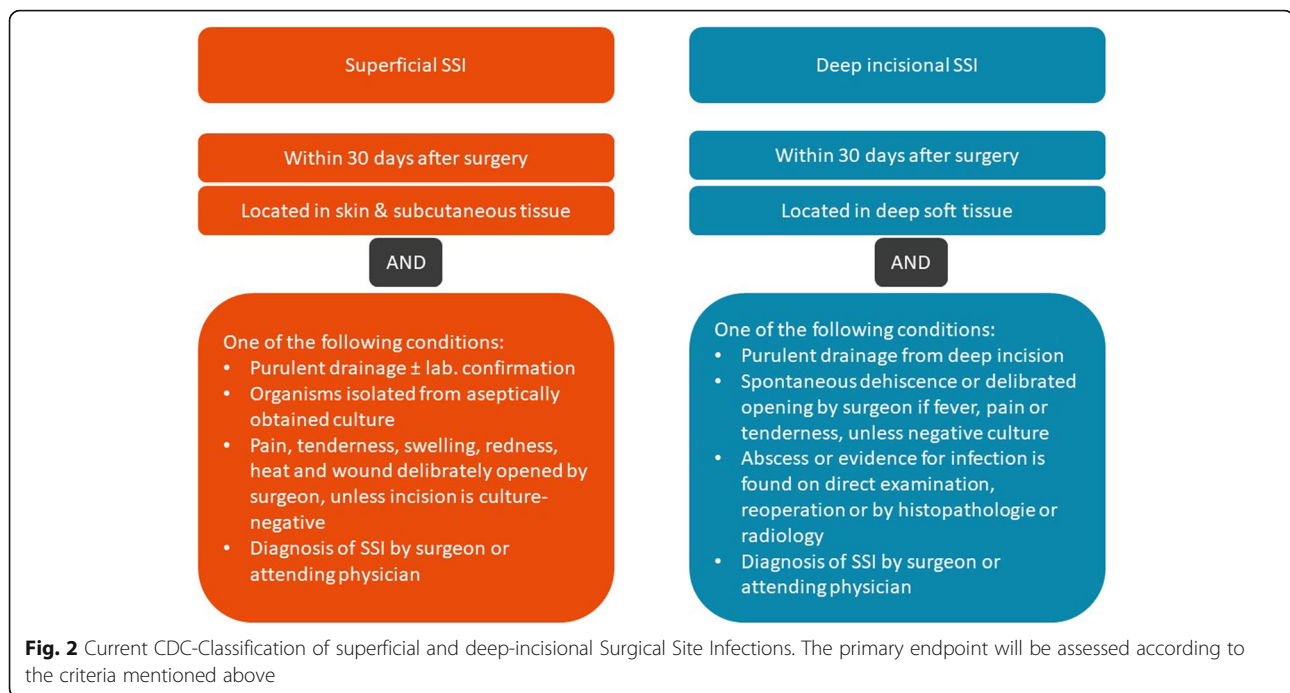 Superficial SSI
Within 30 days after surgery
Located in skin & subcutaneous tissue
AND
One of the following conditions:
• Purulent drainage ± lab. confirmation
• Organisms isolated from aseptically
obtained culture
• Pain, tenderness, swelling, redness,
heat and wound delibrately opened by
surgeon, unless incision is culture-
negative
• Diagnosis of SSI by surgeon or
attending physician
Deep incisional SSI
Within 30 days after surgery
Located in deep soft tissue
AND
One of the following conditions:
• Purulent drainage from deep incision
• Spontaneous dehiscence or delibrated
opening by surgeon if fever, pain or
tenderness, unless negative culture
• Abscess or evidence for infection is
found on direct examination,
reoperation or by histopathologie or
radiology
• Diagnosis of SSI by surgeon or
attending physician
Fig. 2 Current CDC-Classification of superficial and deep-incisional Surgical Site Infections. The primary endpoint will be assessed according to
the criteria mentioned above